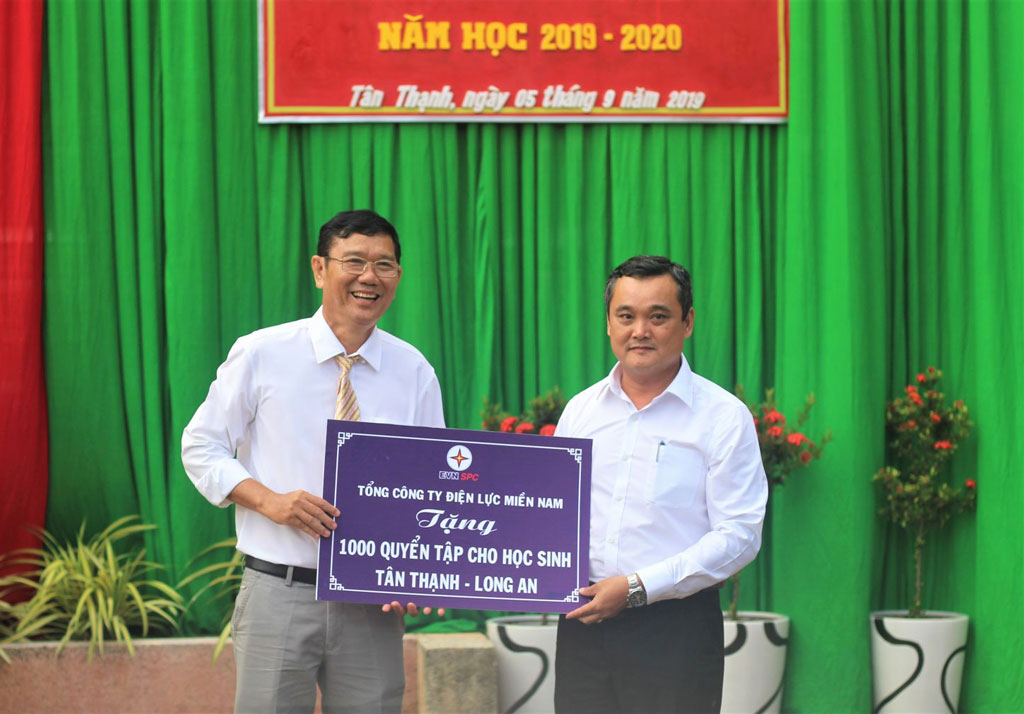 NĂM HỌC 2019 - 2020
Tân Thạnh, ngày 05 tháng 9 năm 2019
EVN SPC
TỔNG CÔNG TY ĐIỆN LỰC MIỀN NAM
Tặng
1000 QUYỂN TẬP CHO HỌC SINH
TÂN THẠNH - LONG AN